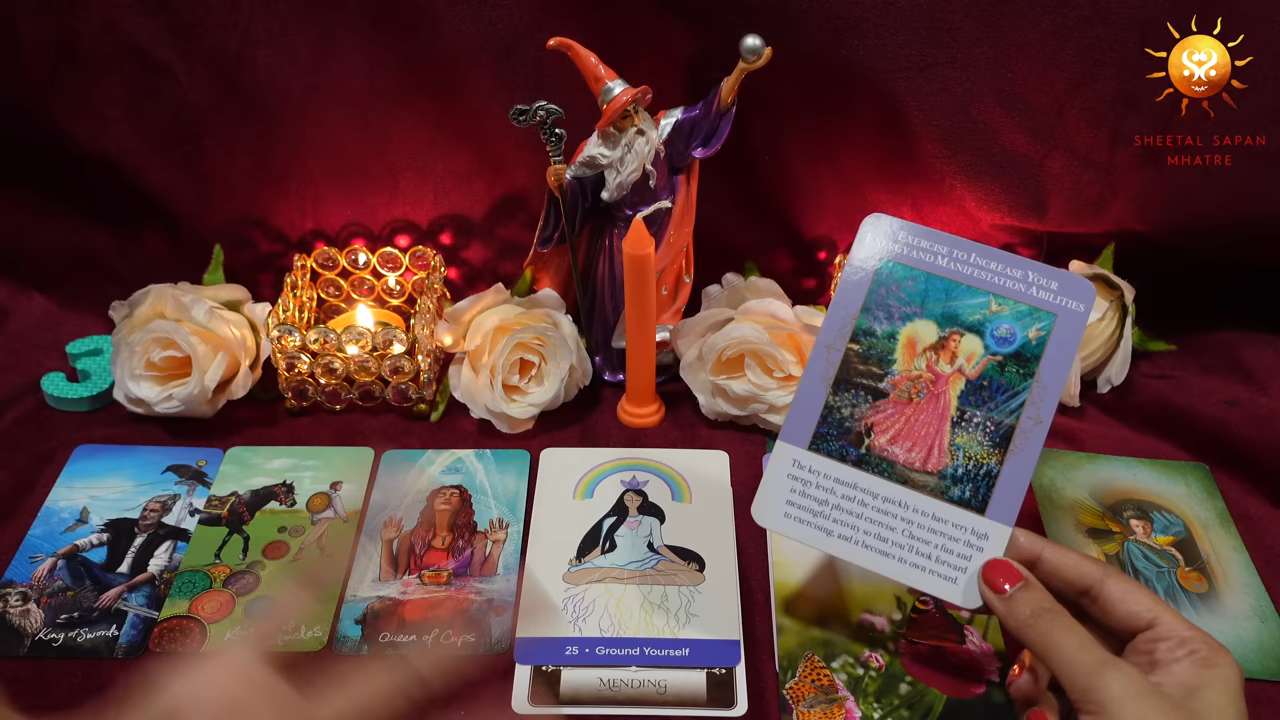 SHEETAL SAPAN
MHATRE
EXERCISE TO INCREASE YOUR
ENERGY AND MANIFESTATION ABILITIES
The key to manifesting quickly is to have very high
energy levels, and the easiest way to increase them
is through physical exercise. Choose a fun and
meaningful activity so that you'll look forward
to exercising, and it becomes its own reward.
3
King of Swords
Queen of Cups
25 • Ground Yourself
MENDING